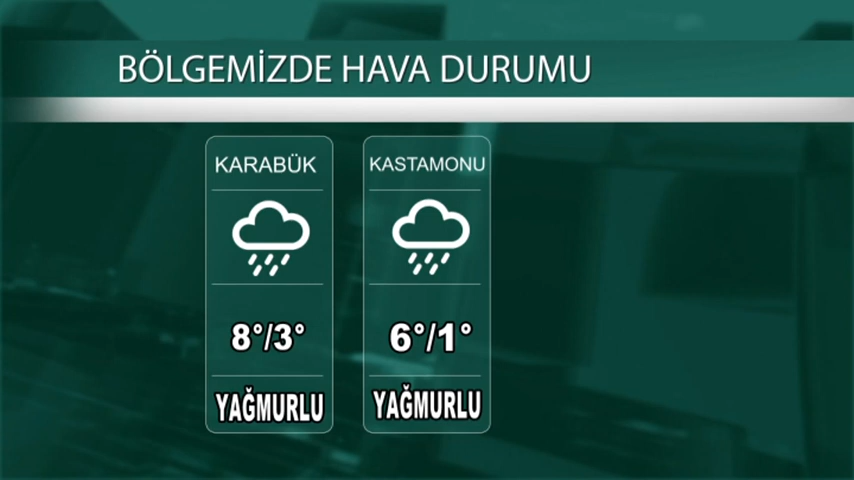 BÖLGEMİZDE HAVA DURUMU
KARABÜK
8°/3°
YAĞMURLU
KASTAMONU
6°/1°
YAĞMURLU